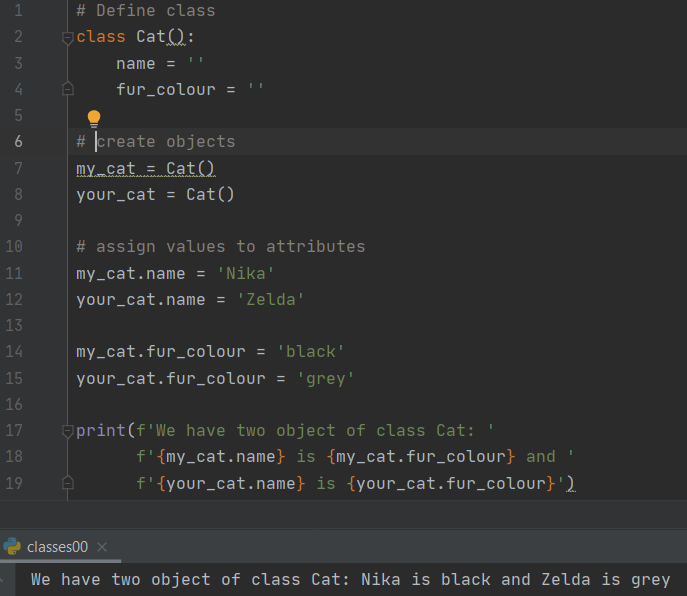 1 # Define class
2 class Cat():
3     name = ''
4     fur_colour = ''
5
6 # create objects
7 my_cat = Cat()
8 your_cat = Cat()
9
10 # assign values to attributes
11 my_cat.name = 'Nika'
12 your_cat.name = 'Zelda'
13
14 my_cat.fur_colour = 'black'
15 your_cat.fur_colour = 'grey'
16
17 print(f'We have two object of class Cat: '
18       f'{my_cat.name} is {my_cat.fur_colour} and '
19       f'{your_cat.name} is {your_cat.fur_colour}')
classes00 ×
We have two object of class Cat: Nika is black and Zelda is grey